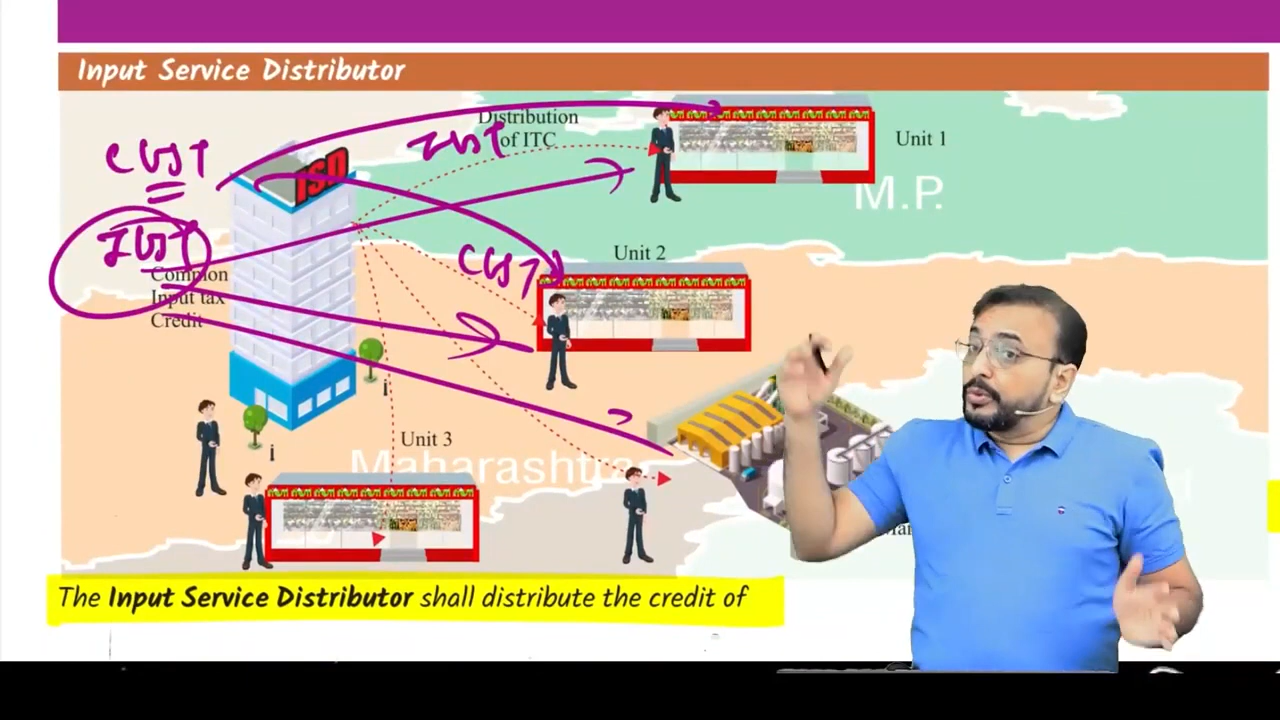 Input Service Distributor
Distribution
of ITC
Unit 1
CGST
IGST
ISD
M.P.
IGST
CGST
Unit 2
Common
Input tax
Credit
i
i
Unit 3
Maharashtra
The Input Service Distributor shall distribute the credit of